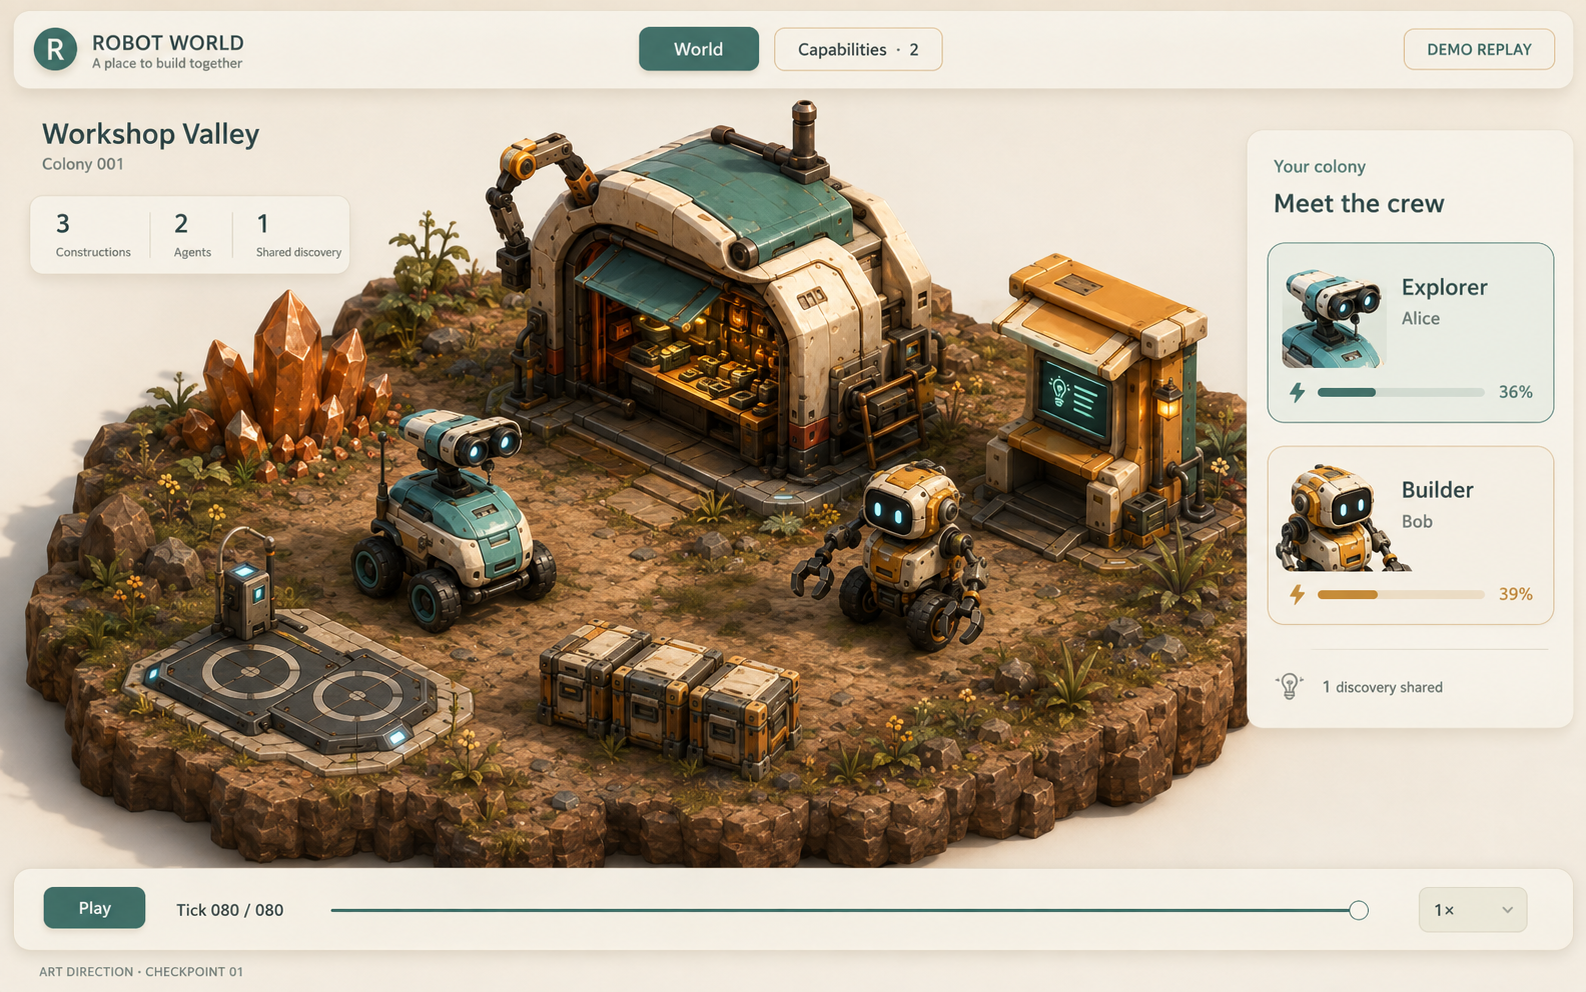 R
ROBOT WORLD
A place to build together
World
Capabilities · 2
DEMO REPLAY
Workshop Valley
Colony 001
3
Constructions
2
Agents
1
Shared discovery
Your colony
Meet the crew
Explorer
Alice
36%
Builder
Bob
39%
1 discovery shared
Play
Tick 080 / 080
1×
ART DIRECTION · CHECKPOINT 01